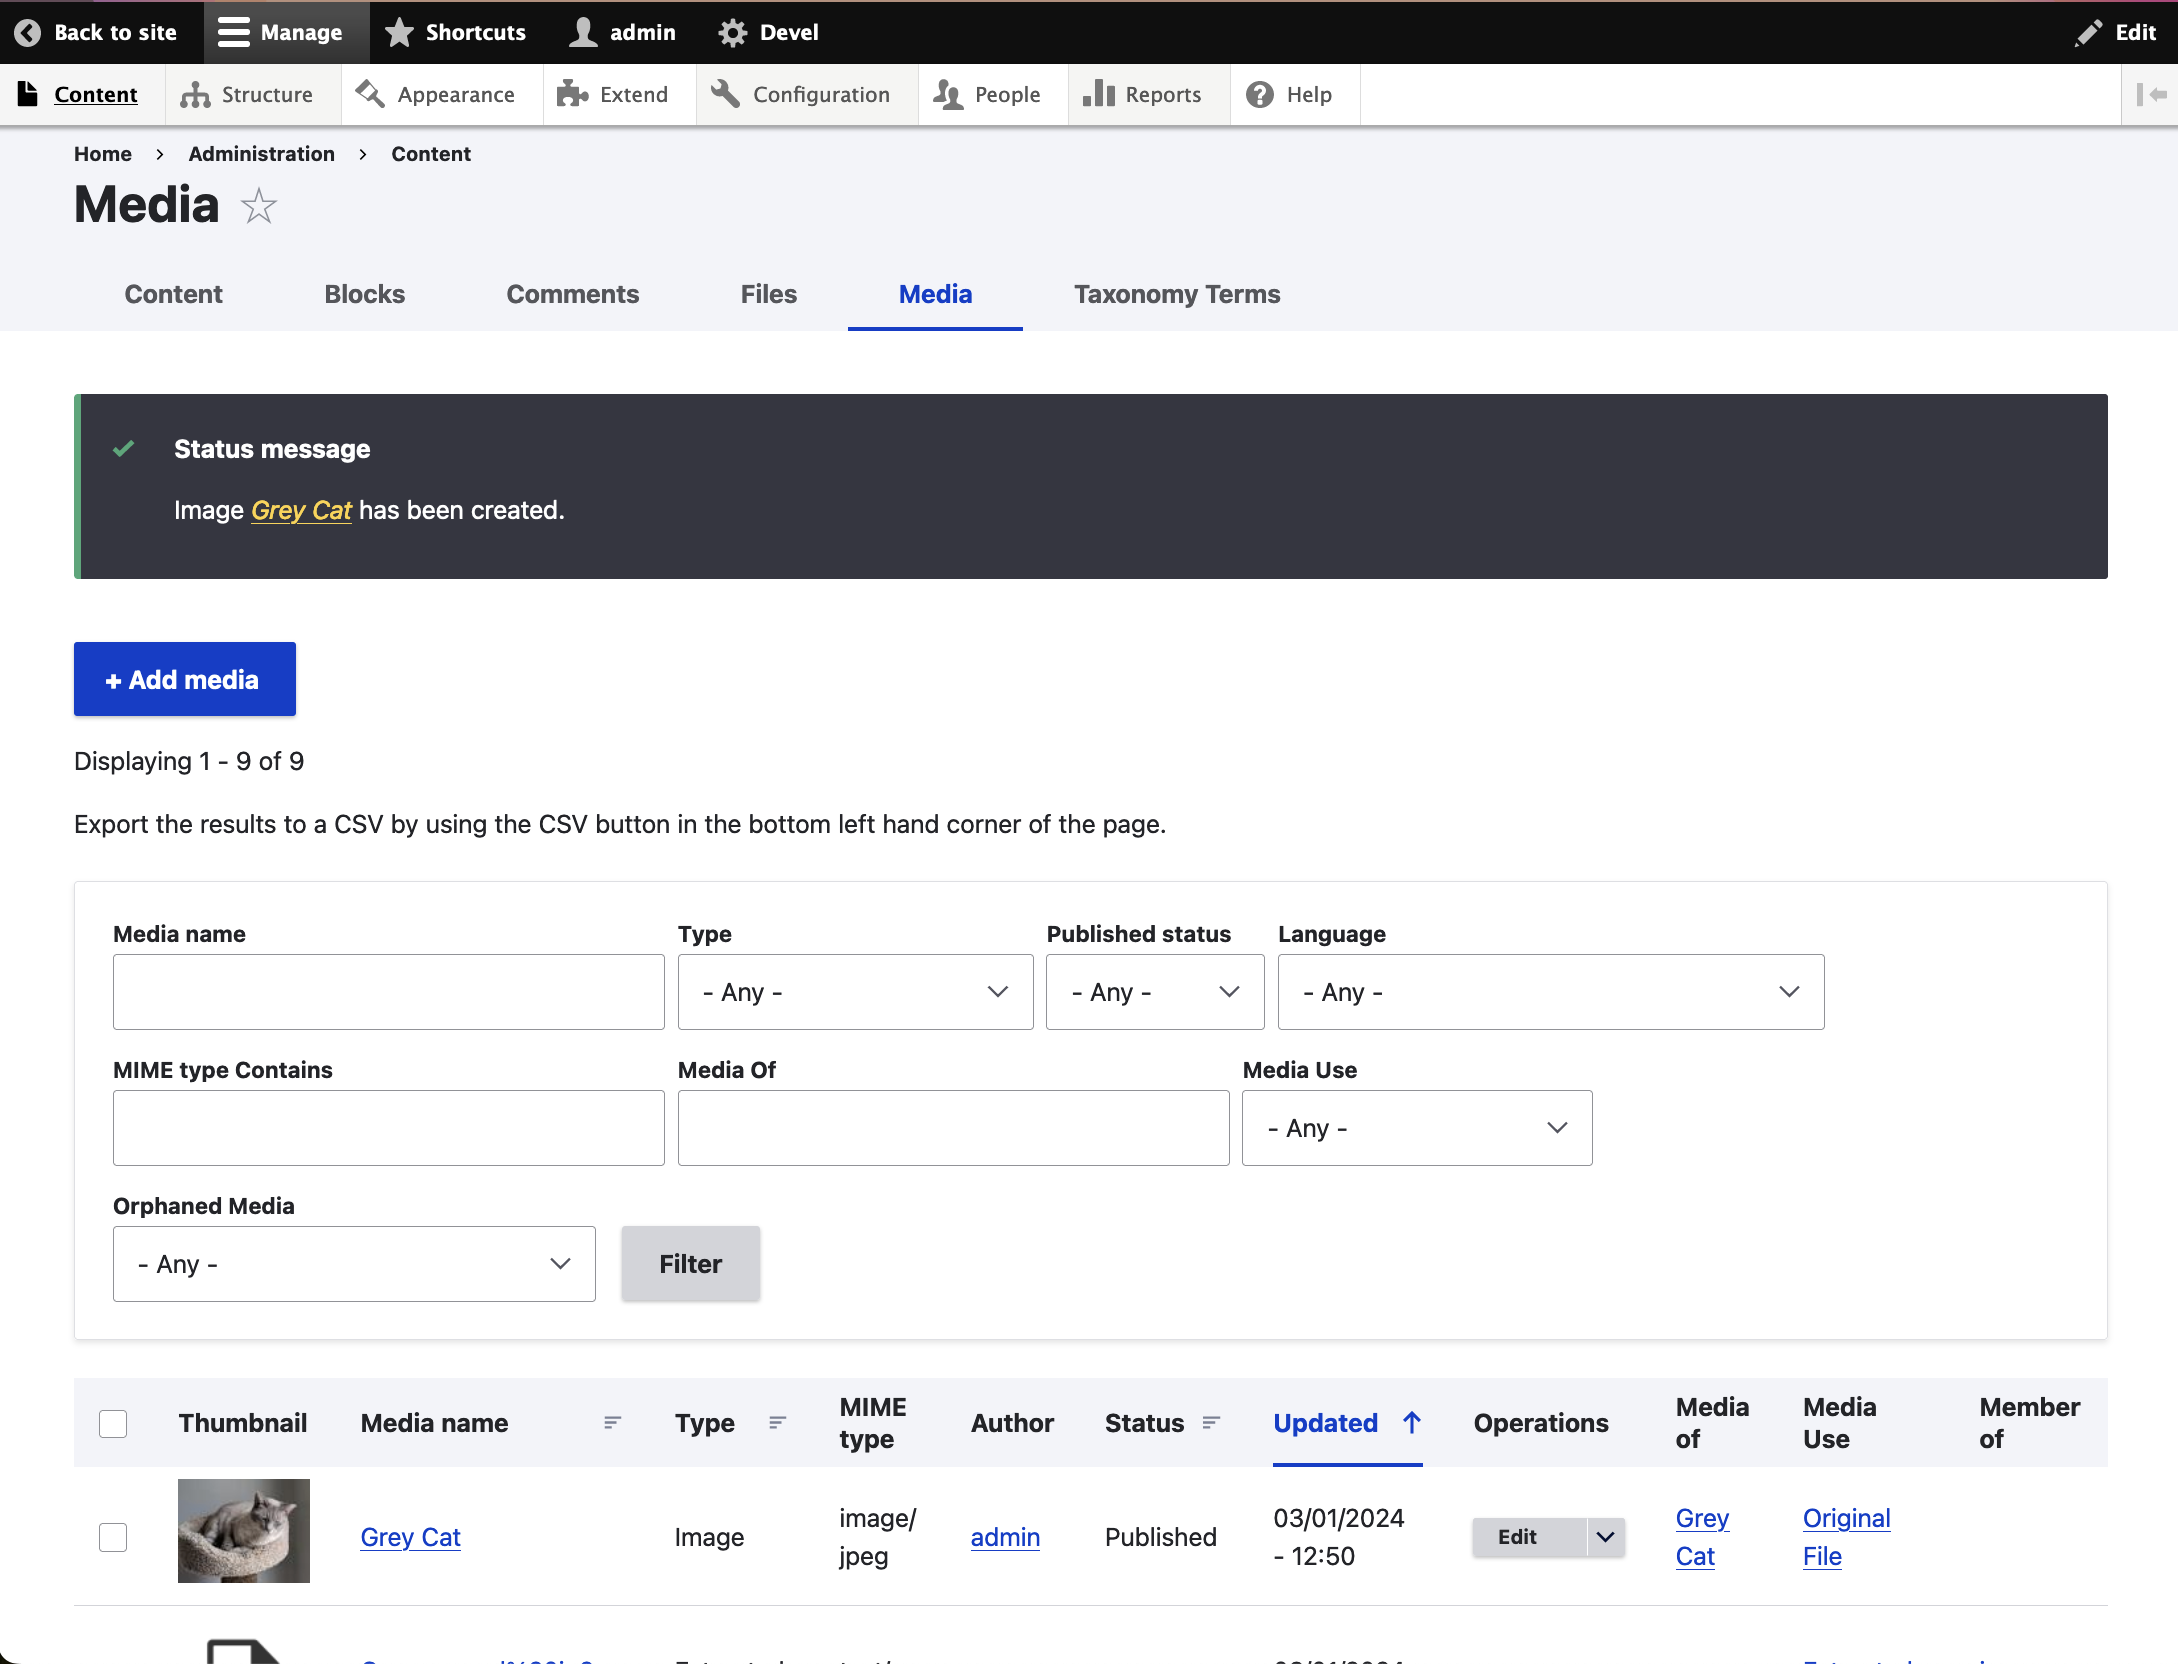 Back to site Manage Shortcuts admin Devel Edit
Content Structure Appearance Extend Configuration People Reports Help
Home › Administration › Content
Media
Content Blocks Comments Files Media Taxonomy Terms
Status message
Image Grey Cat has been created.
+ Add media
Displaying 1 - 9 of 9
Export the results to a CSV by using the CSV button in the bottom left hand corner of the page.
Media name Type Published status Language
- Any - - Any - - Any -
MIME type Contains Media Of Media Use
- Any -
Orphaned Media
- Any - Filter
Thumbnail Media name Type MIME type Author Status Updated Operations Media of Media Use Member of
Grey Cat Image image/jpeg admin Published 03/01/2024 - 12:50 Edit Grey Cat Original File